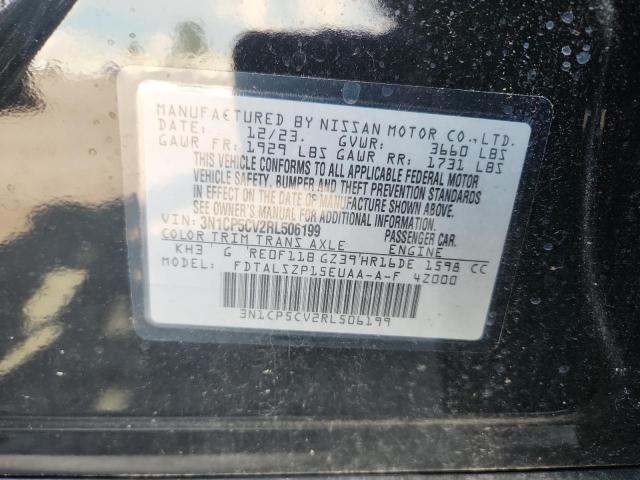 MANUFACTURED BY NISSAN MOTOR CO., LTD.
DATE: 12/23. GVWR: 3660 LBS
GAWR FR: 1929 LBS GAWR RR: 1731 LBS
THIS VEHICLE CONFORMS TO ALL APPLICABLE FEDERAL MOTOR
VEHICLE SAFETY, BUMPER AND THEFT PREVENTION STANDARDS
IN EFFECT ON THE DATE OF MANUFACTURE SHOWN ABOVE.
SEE OWNER'S MANUAL FOR ADDITIONAL INFORMATION.
VIN: 3N1CP5CV2RL506199 PASSENGER CAR.
COLOR TRIM TRANS AXLE ENGINE
KH3 G RE0F11B GZ39 HR16DE 1598 CC
FDTALSZP15EUAA-A-F 4Z000
3N1CP5CV2RL506199